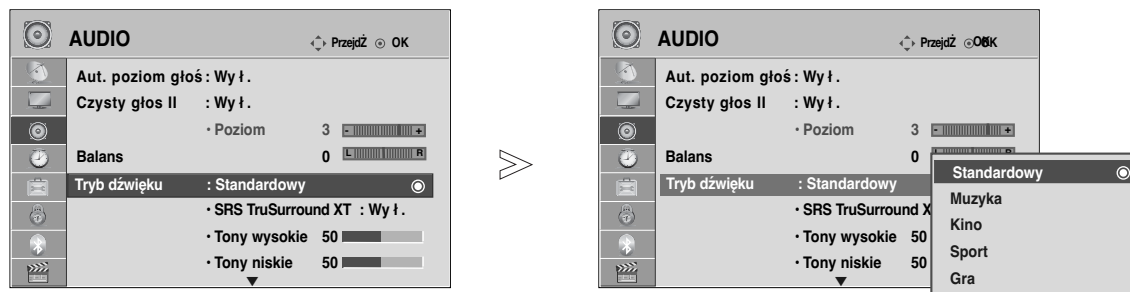 AUDIO PrzejdŹ OK
Aut. poziom głoś : Wył.
Czysty głos II : Wył.
• Poziom 3 - +
Balans 0 L R
Tryb dźwięku : Standardowy
• SRS TruSurround XT : Wył.
• Tony wysokie 50
• Tony niskie 50
AUDIO PrzejdŹ OK
Aut. poziom głoś : Wył.
Czysty głos II : Wył.
• Poziom 3 - +
Balans 0 L R
Tryb dźwięku : Standardowy
• SRS TruSurround X
• Tony wysokie 50
• Tony niskie 50
Standardowy
Muzyka
Kino
Sport
Gra